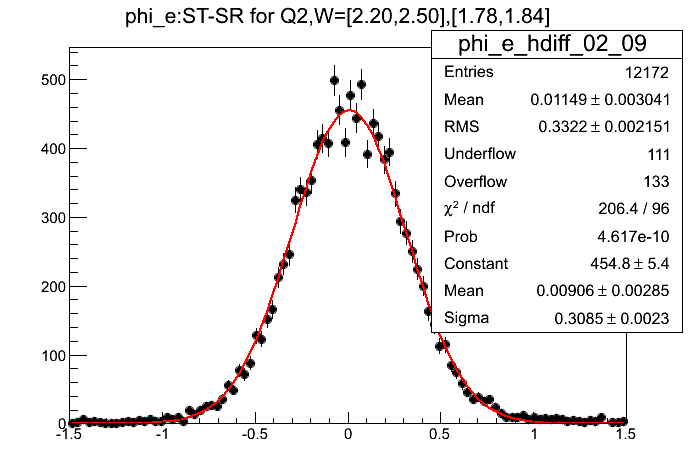 phi_e:ST-SR for Q2,W=[2.20,2.50],[1.78,1.84]
phi_e_hdiff_02_09
Entries 12172
Mean 0.01149 ± 0.003041
RMS 0.3322 ± 0.002151
Underflow 111
Overflow 133
χ² / ndf 206.4 / 96
Prob 4.617e-10
Constant 454.8 ± 5.4
Mean 0.00906 ± 0.00285
Sigma 0.3085 ± 0.0023
500
400
300
200
100
0
-1.5 -1 -0.5 0 0.5 1 1.5